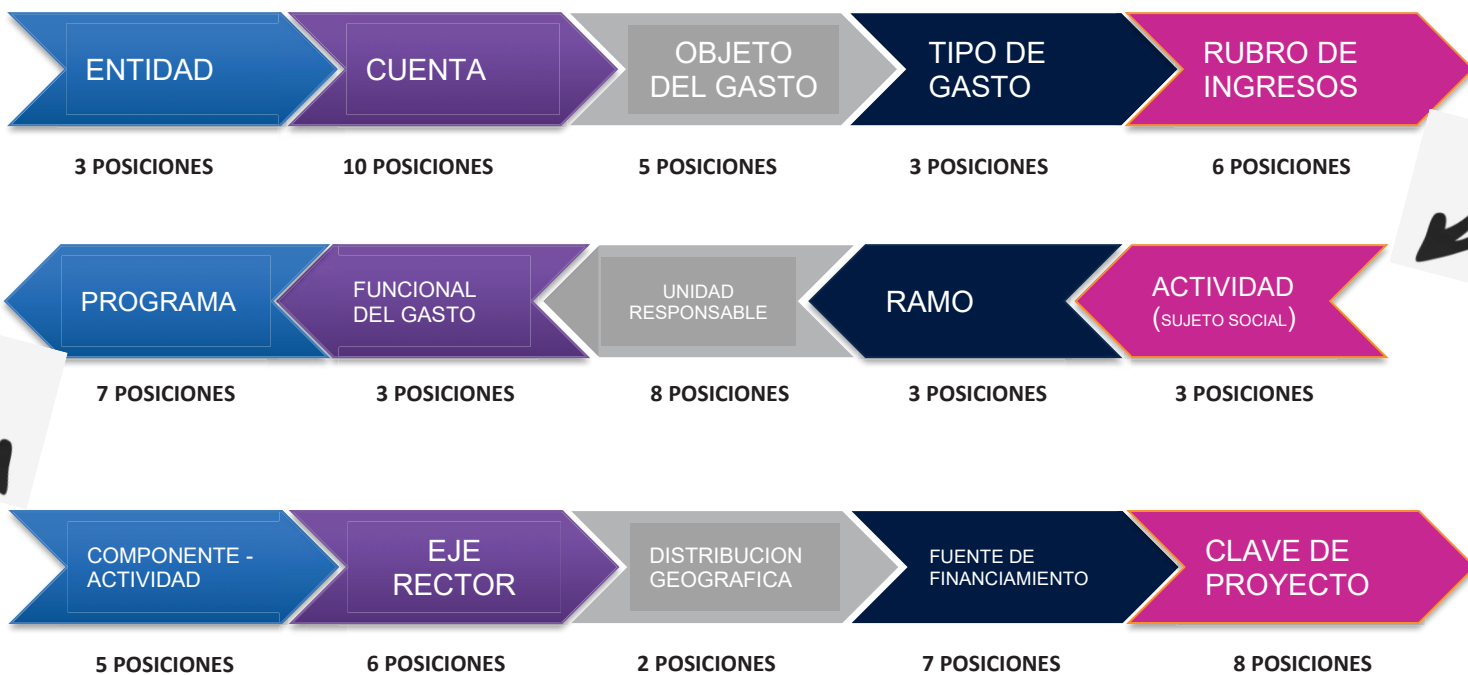 ENTIDAD
CUENTA
OBJETO
DEL GASTO
TIPO DE
GASTO
RUBRO DE
INGRESOS
3 POSICIONES
10 POSICIONES
5 POSICIONES
3 POSICIONES
6 POSICIONES
PROGRAMA
FUNCIONAL
DEL GASTO
UNIDAD
RESPONSABLE
RAMO
ACTIVIDAD
(SUJETO SOCIAL)
7 POSICIONES
3 POSICIONES
8 POSICIONES
3 POSICIONES
3 POSICIONES
COMPONENTE -
ACTIVIDAD
EJE
RECTOR
DISTRIBUCION
GEOGRAFICA
FUENTE DE
FINANCIAMIENTO
CLAVE DE
PROYECTO
5 POSICIONES
6 POSICIONES
2 POSICIONES
7 POSICIONES
8 POSICIONES